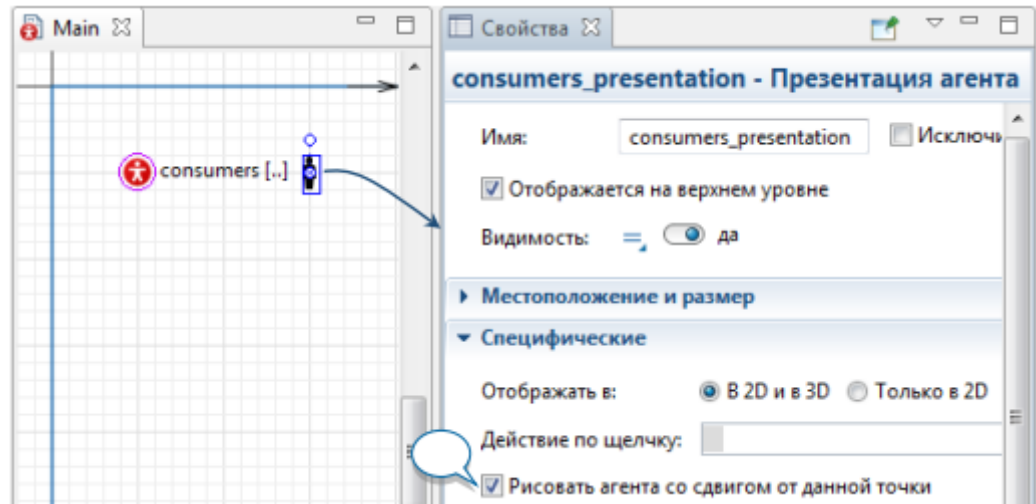 Main
Свойства
consumers_presentation - Презентация агента
Имя:
consumers_presentation
consumers [..]
Отображается на верхнем уровне
Видимость:
=
да
Местоположение и размер
Специфические
Отображать в:
В 2D и в 3D
Только в 2D
Действие по щелчку:
Рисовать агента со сдвигом от данной точки